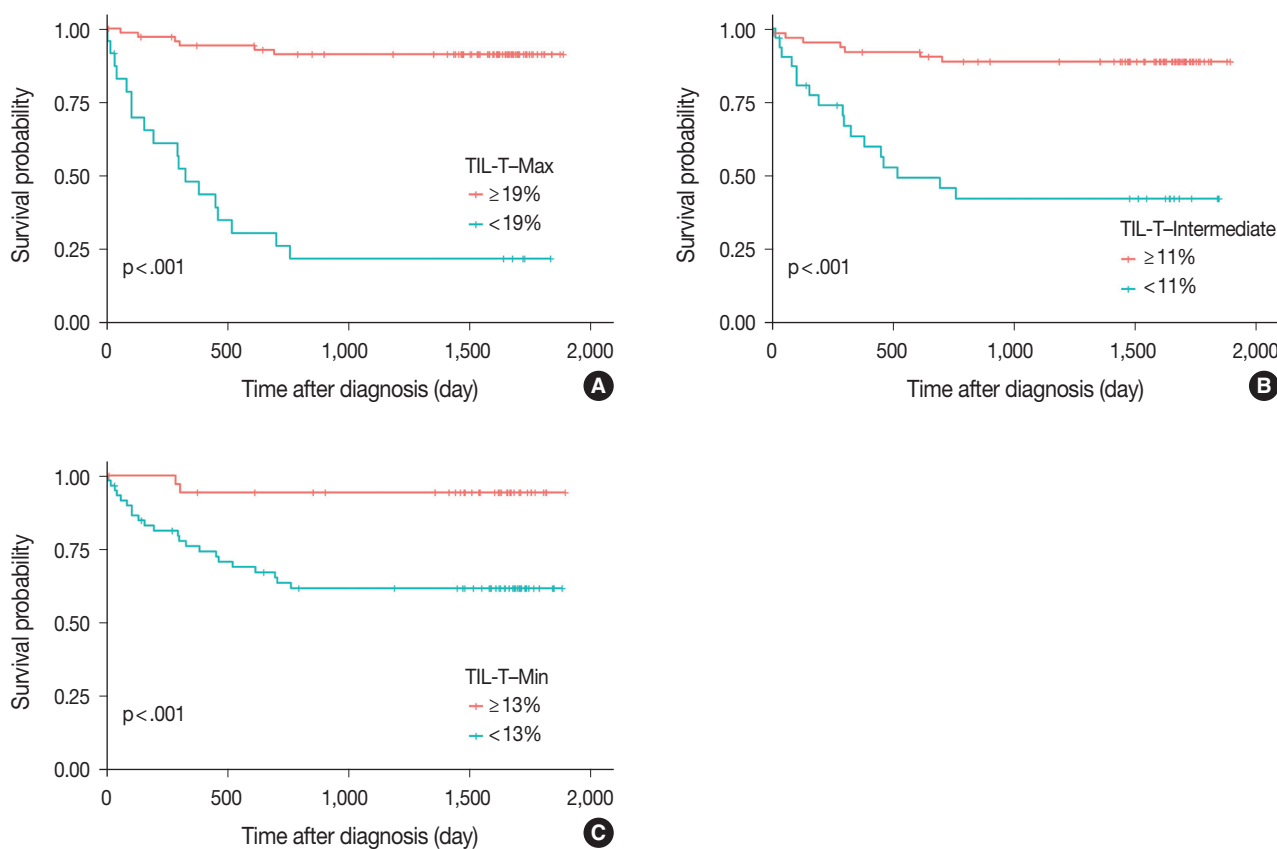 1.00
0.75
0.50
0.25
0.00
Survival probability
TIL-T–Max
≥19%
<19%
p<.001
0
500
1,000
1,500
2,000
Time after diagnosis (day)
A
1.00
0.75
0.50
0.25
0.00
Survival probability
TIL-T–Intermediate
≥11%
<11%
p<.001
0
500
1,000
1,500
2,000
Time after diagnosis (day)
B
1.00
0.75
0.50
0.25
0.00
Survival probability
TIL-T–Min
≥13%
<13%
p<.001
0
500
1,000
1,500
2,000
Time after diagnosis (day)
C